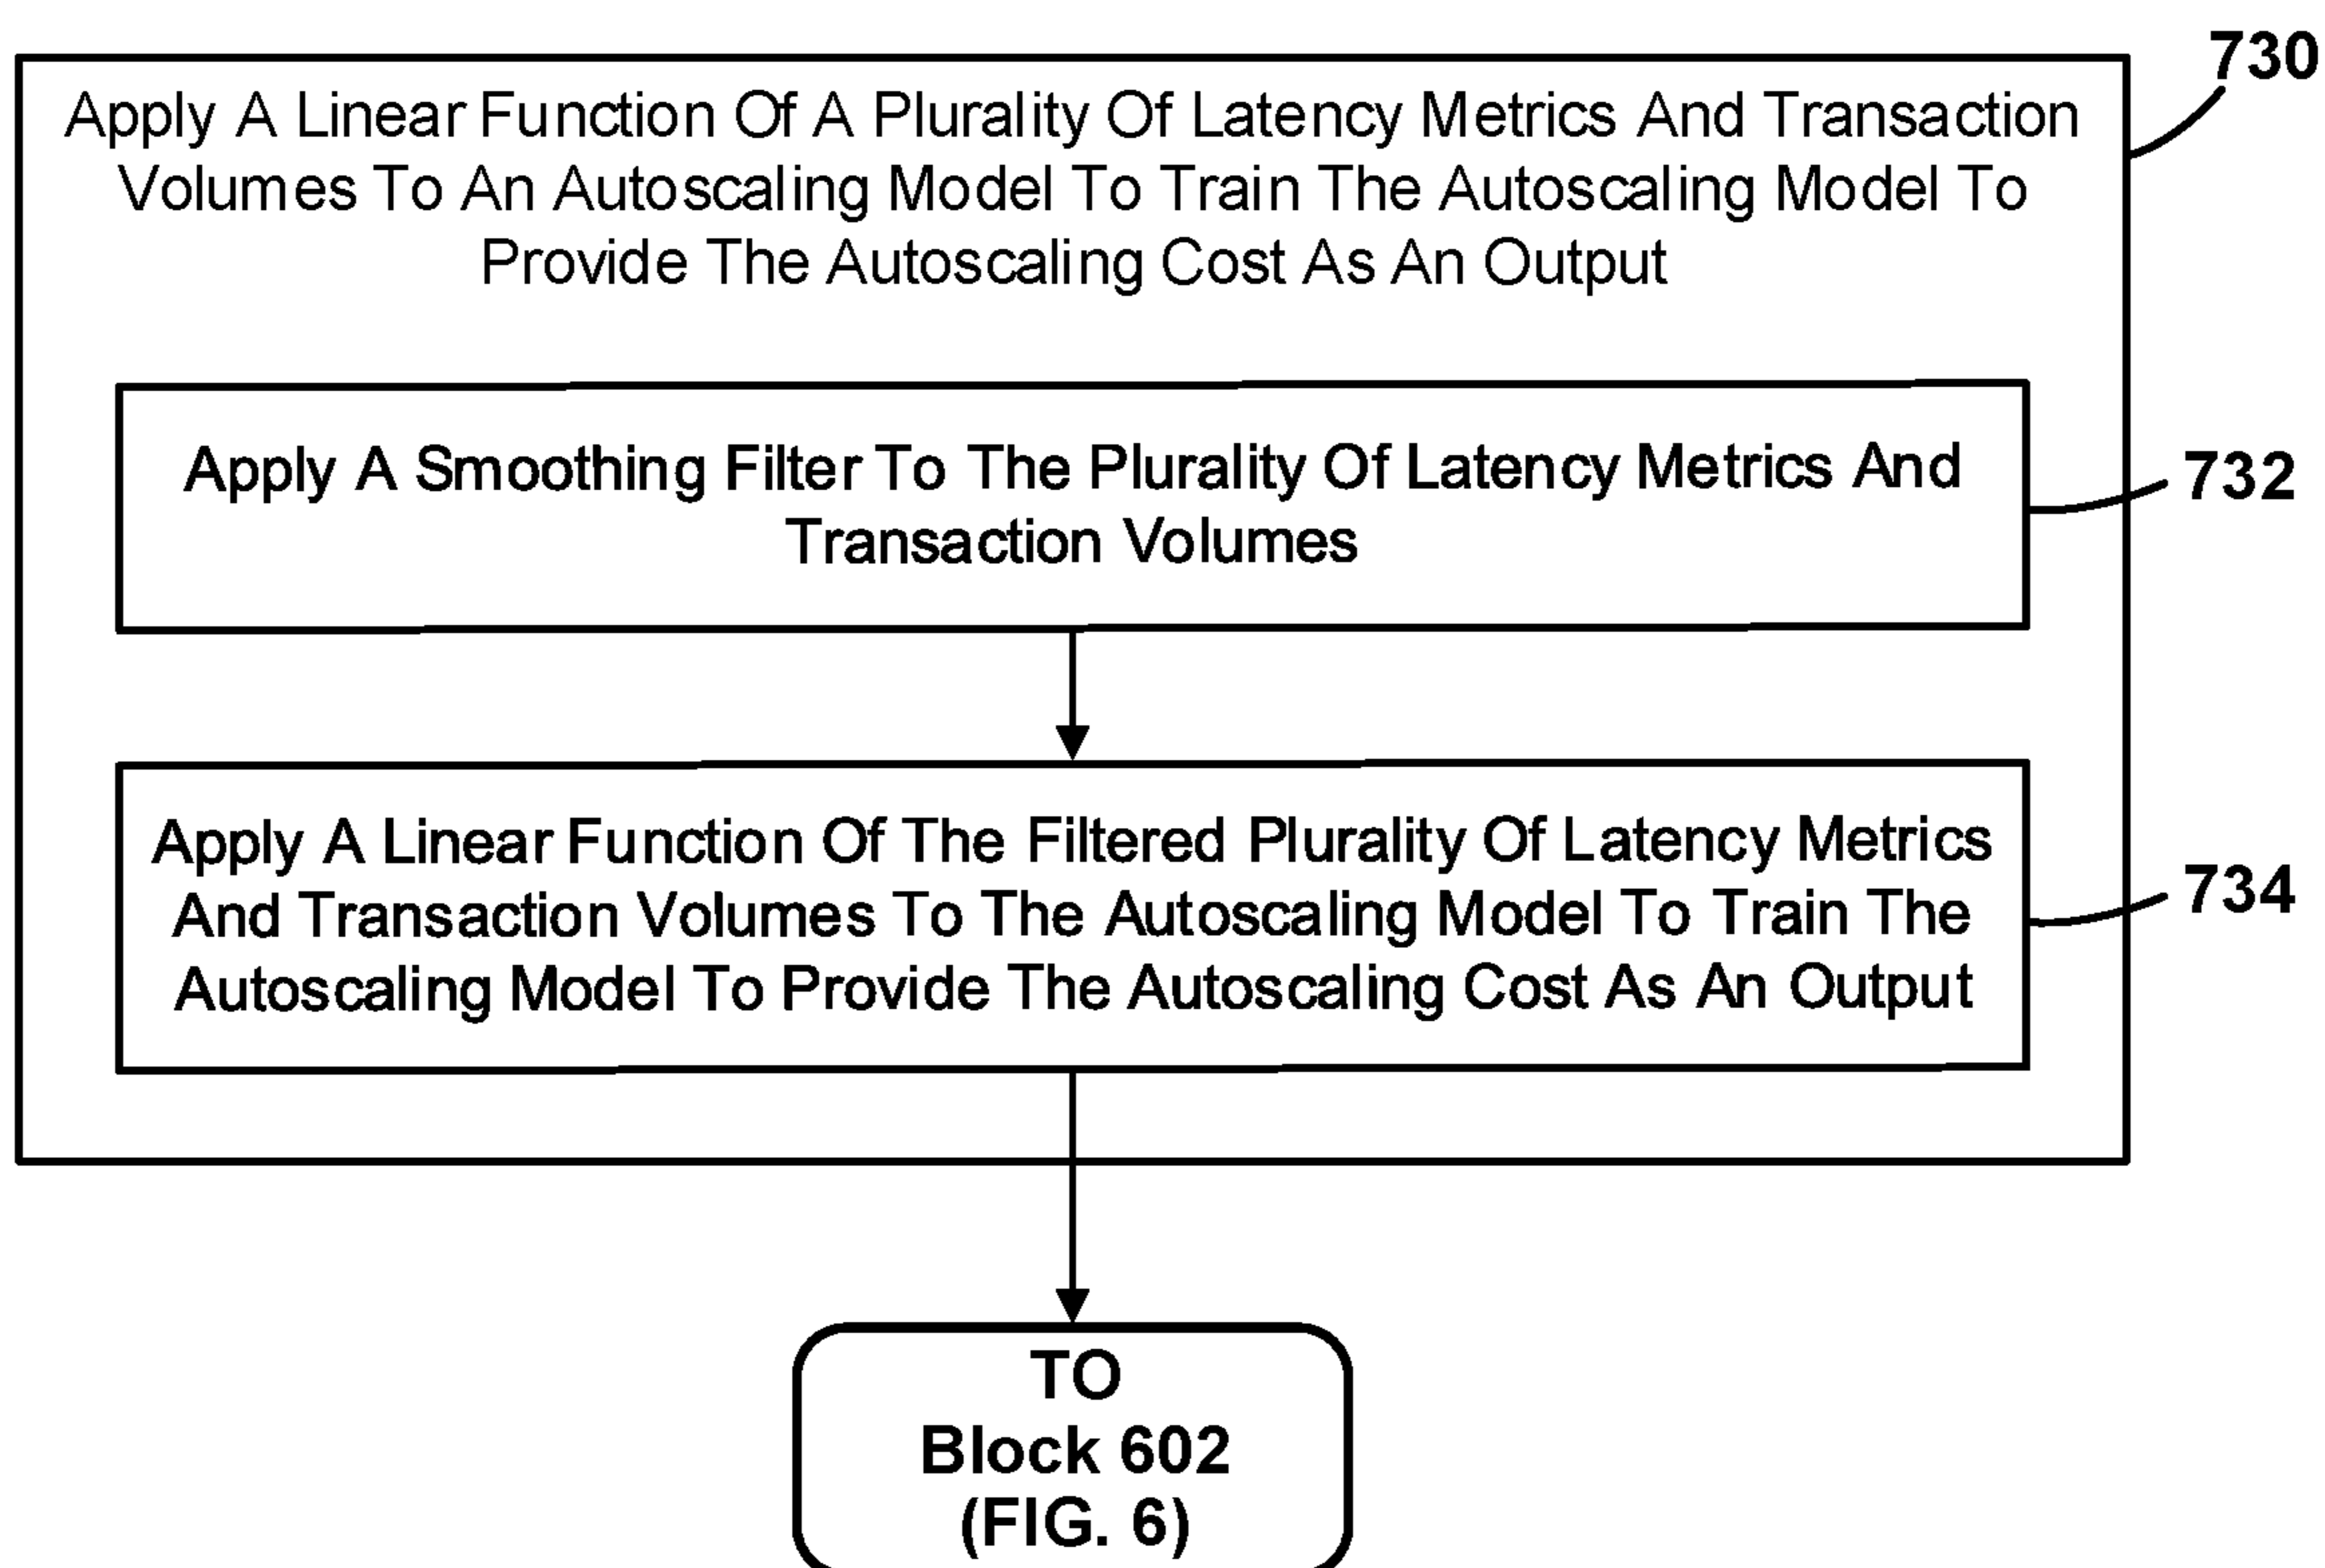 730
Apply A Linear Function Of A Plurality Of Latency Metrics And Transaction
Volumes To An Autoscaling Model To Train The Autoscaling Model To
Provide The Autoscaling Cost As An Output
Apply A Smoothing Filter To The Plurality Of Latency Metrics And
Transaction Volumes
732
Apply A Linear Function Of The Filtered Plurality Of Latency Metrics
And Transaction Volumes To The Autoscaling Model To Train The
Autoscaling Model To Provide The Autoscaling Cost As An Output
734
TO
Block 602
(FIG. 6)